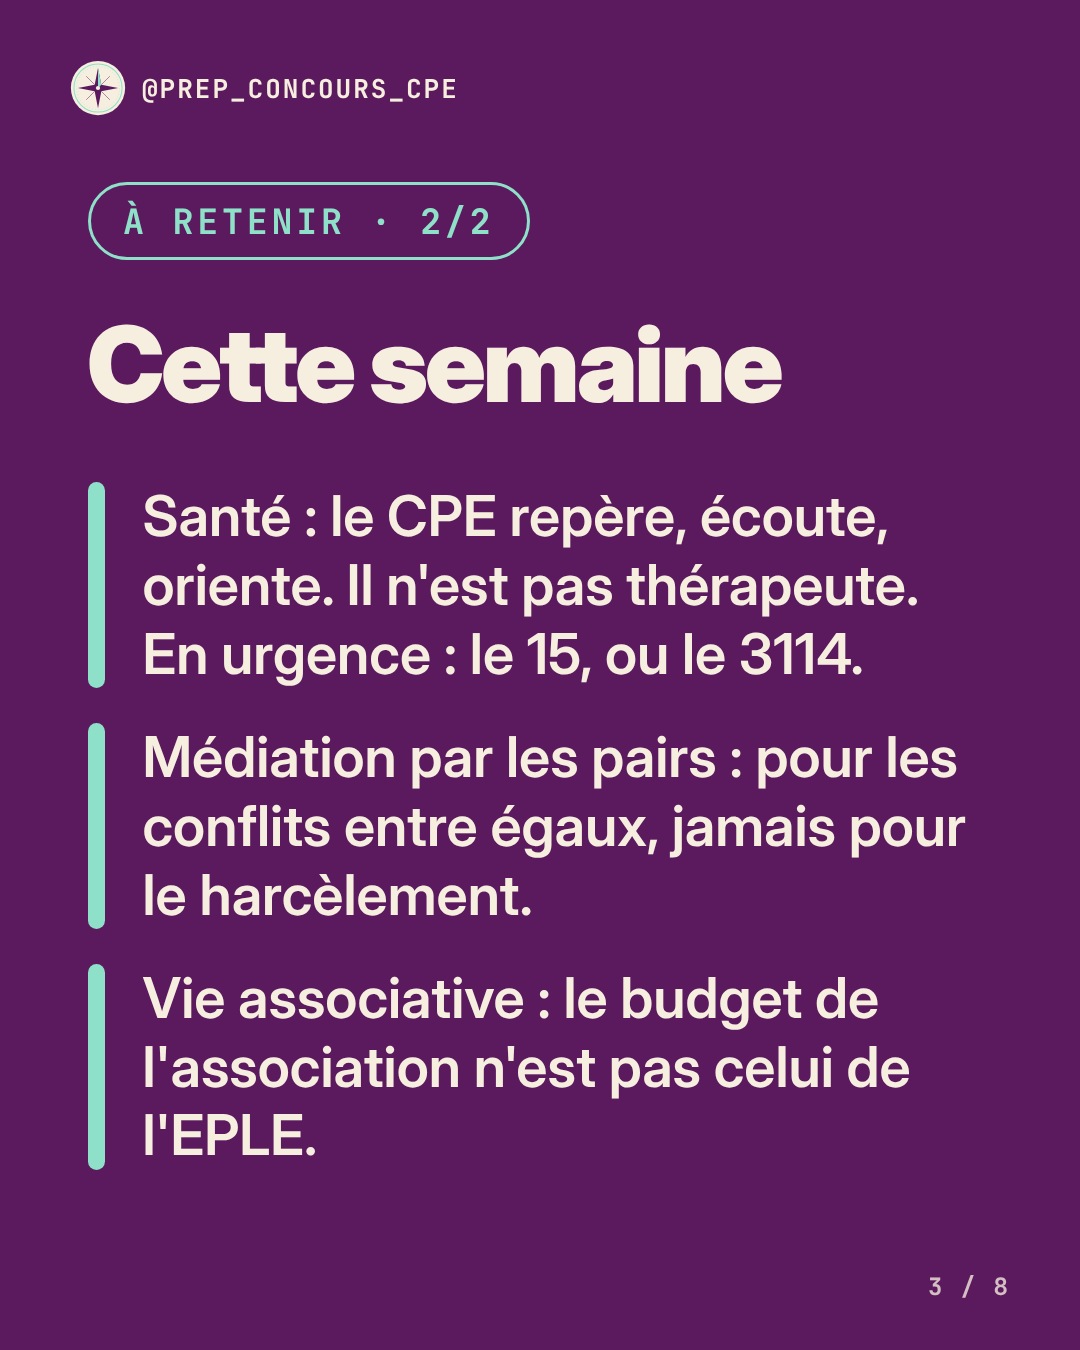 @PREP_CONCOURS_CPE
À RETENIR · 2/2
Cette semaine
Santé : le CPE repère, écoute,
oriente. Il n'est pas thérapeute.
En urgence : le 15, ou le 3114.
Médiation par les pairs : pour les
conflits entre égaux, jamais pour
le harcèlement.
Vie associative : le budget de
l'association n'est pas celui de
l'EPLE.
3 / 8